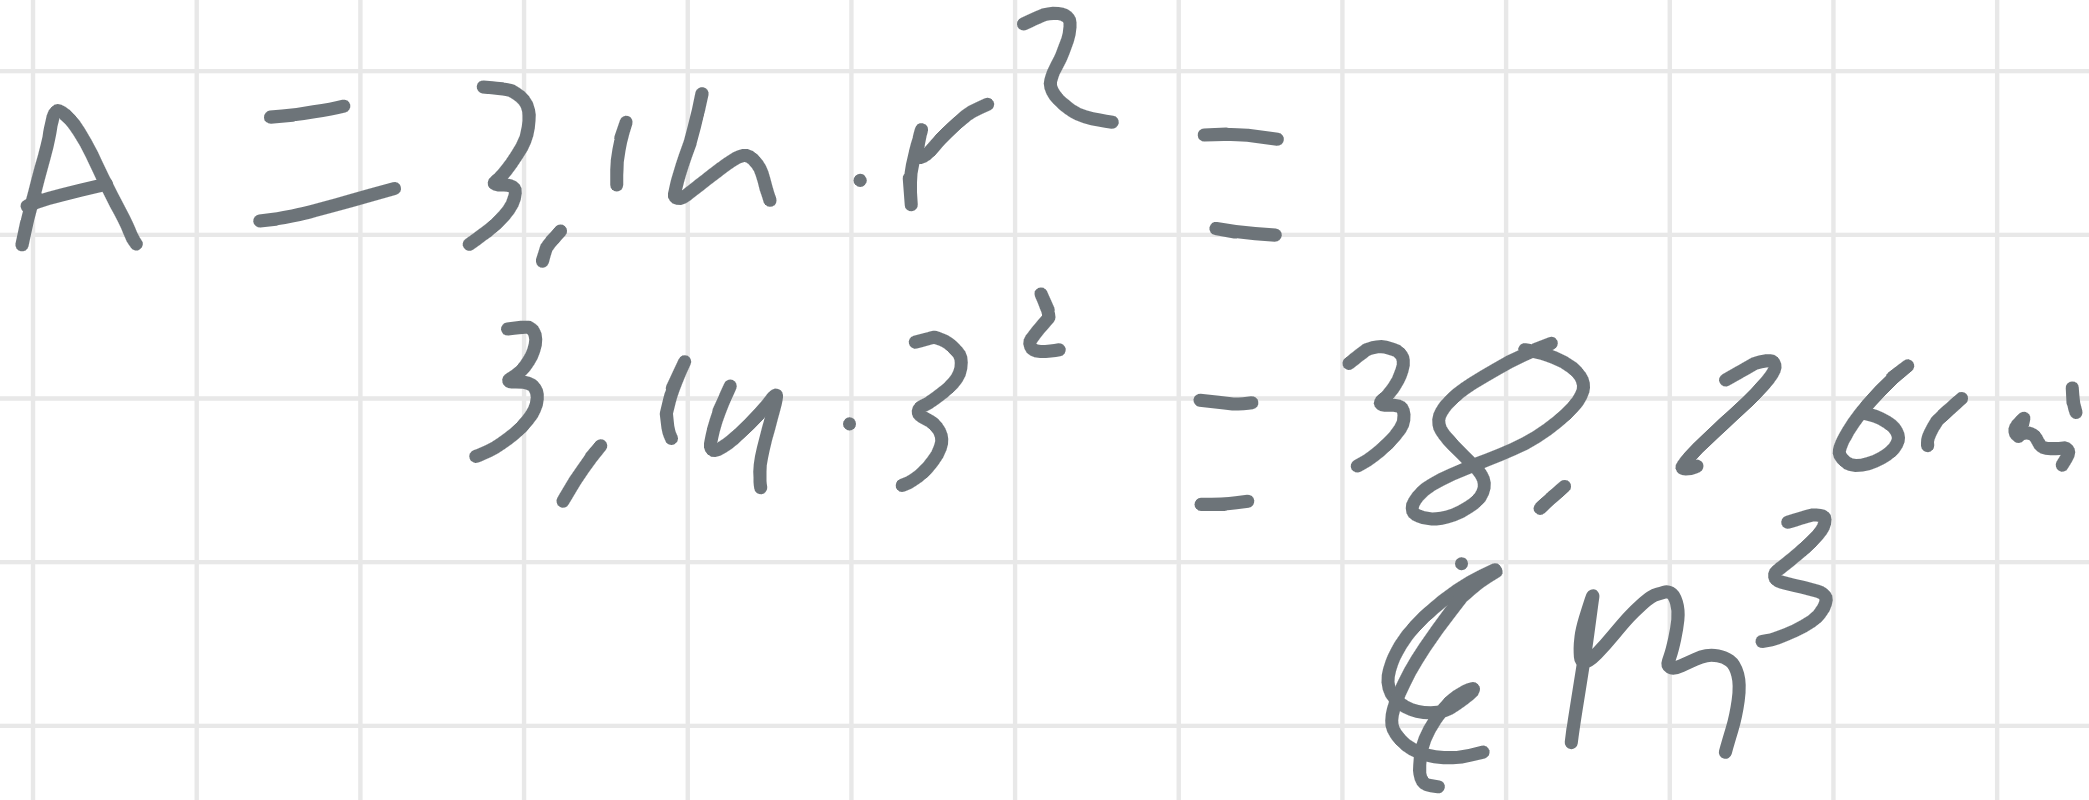 A = 3,14 · r² =
3,14 · 3² = 38,26
cm³